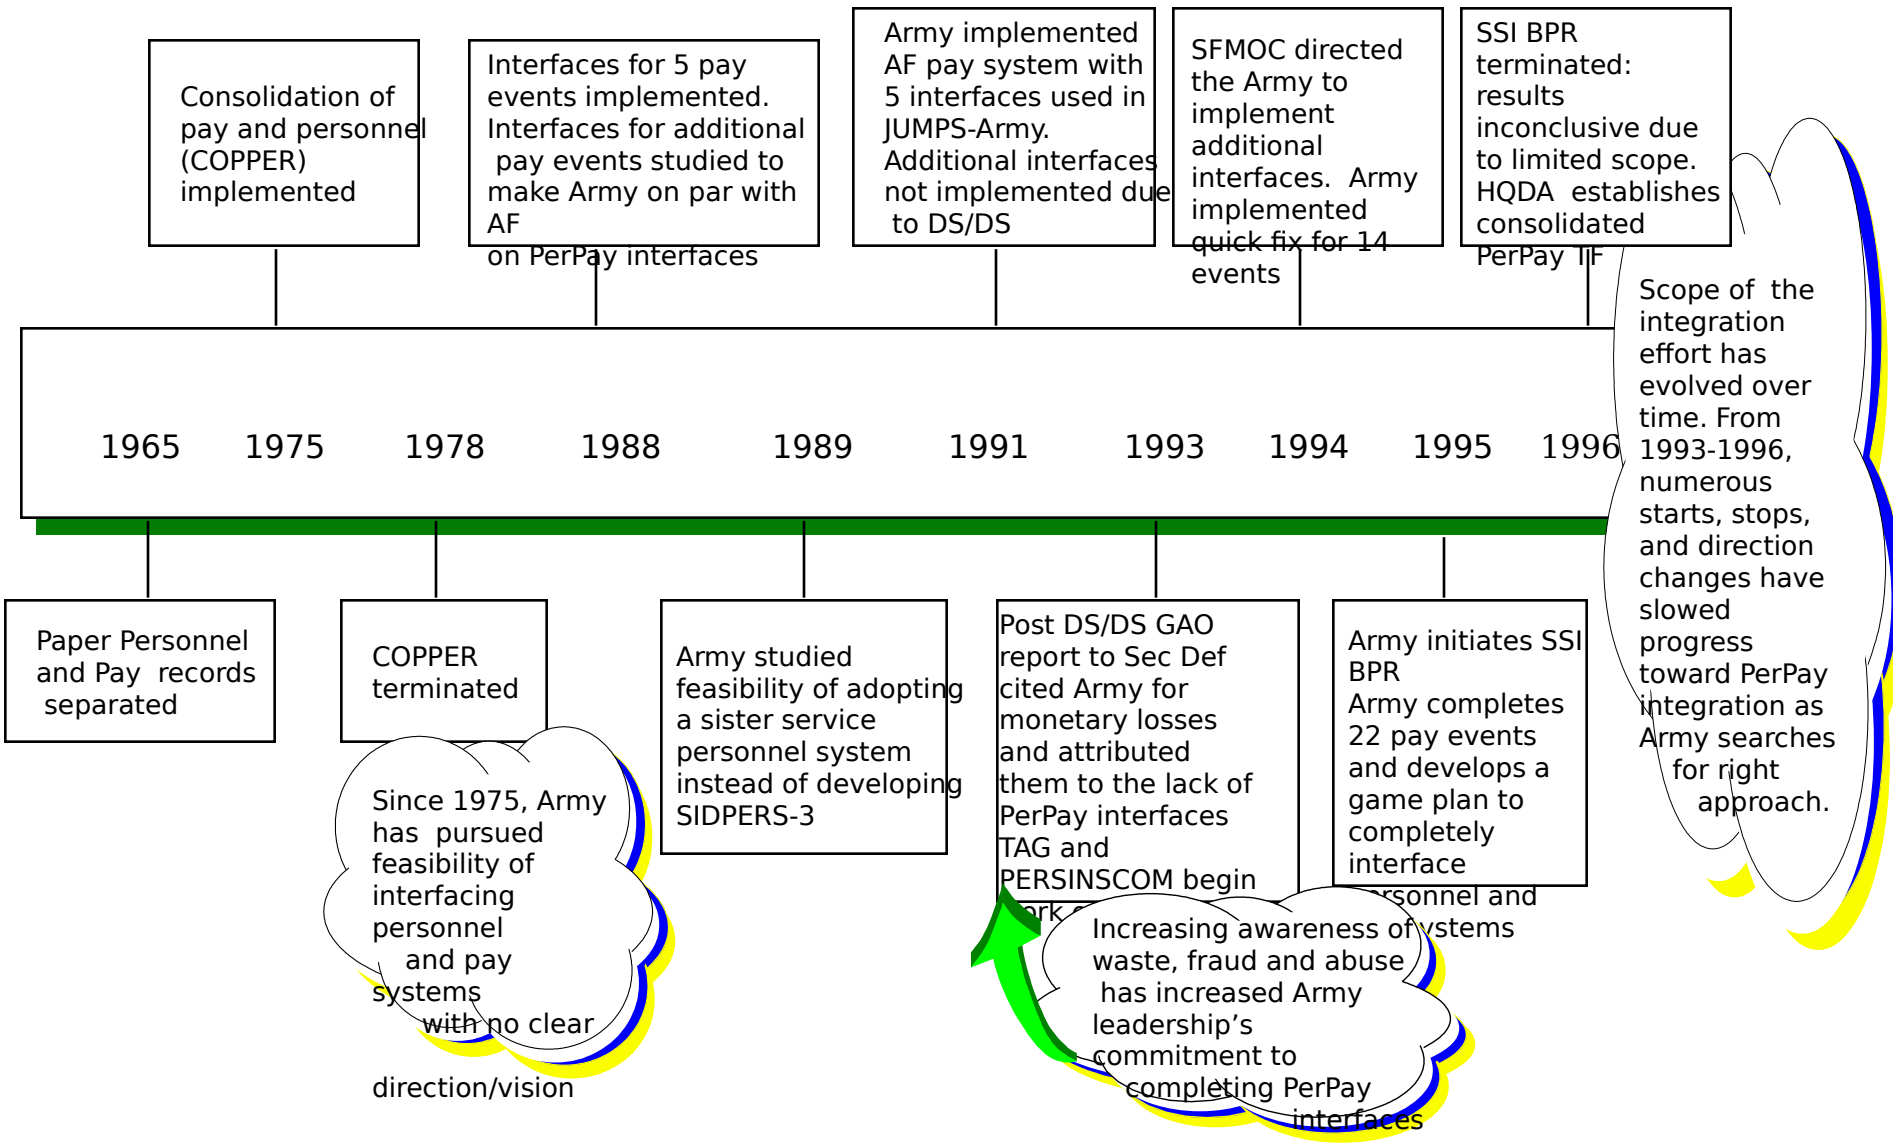 Consolidation of
pay and personnel
(COPPER)
implemented
Interfaces for 5 pay
events implemented.
Interfaces for additional
pay events studied to
make Army on par with
AF
on PerPay interfaces
Army implemented
AF pay system with
5 interfaces used in
JUMPS-Army.
Additional interfaces
not implemented due
to DS/DS
SFMOC directed
the Army to
implement
additional
interfaces.  Army
implemented
quick fix for 14
events
SSI BPR
terminated:
results
inconclusive due
to limited scope.
HQDA  establishes
consolidated
PerPay TF
Scope of  the
integration
effort has
evolved over
time. From
1993-1996,
numerous
starts, stops,
and direction
changes have
slowed
progress
toward PerPay
integration as
Army searches
for right
approach.
1965 1975 1978 1988 1989 1991 1993 1994 1995 1996
Paper Personnel
and Pay  records
separated
COPPER
terminated
Since 1975, Army
has  pursued
feasibility of
interfacing
personnel
and pay
systems
with no clear
direction/vision
Army studied
feasibility of adopting
a sister service
personnel system
instead of developing
SIDPERS-3
Post DS/DS GAO
report to Sec Def
cited Army for
monetary losses
and attributed
them to the lack of
PerPay interfaces
TAG and
PERSINSCOM begin
Army initiates SSI
BPR
Army completes
22 pay events
and develops a
game plan to
completely
interface
and
Increasing awareness of
waste, fraud and abuse
has increased Army
leadership’s
commitment to
completing PerPay
interfaces